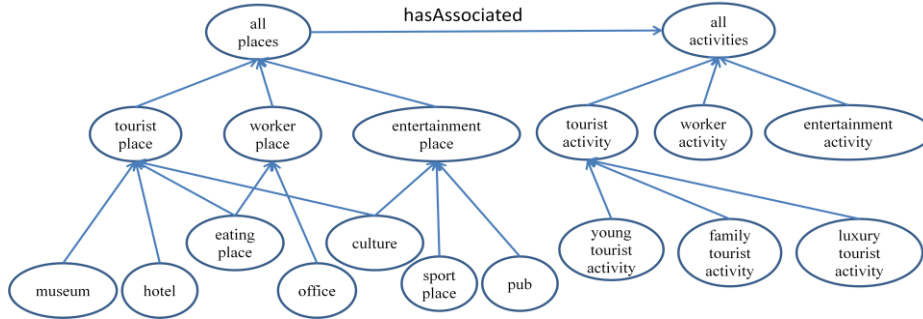 hasAssociated
all
places
all
activities
tourist
place
worker
place
entertainment
place
tourist
activity
worker
activity
entertainment
activity
eating
place
culture
young
tourist
activity
family
tourist
activity
luxury
tourist
activity
museum
hotel
office
sport
place
pub